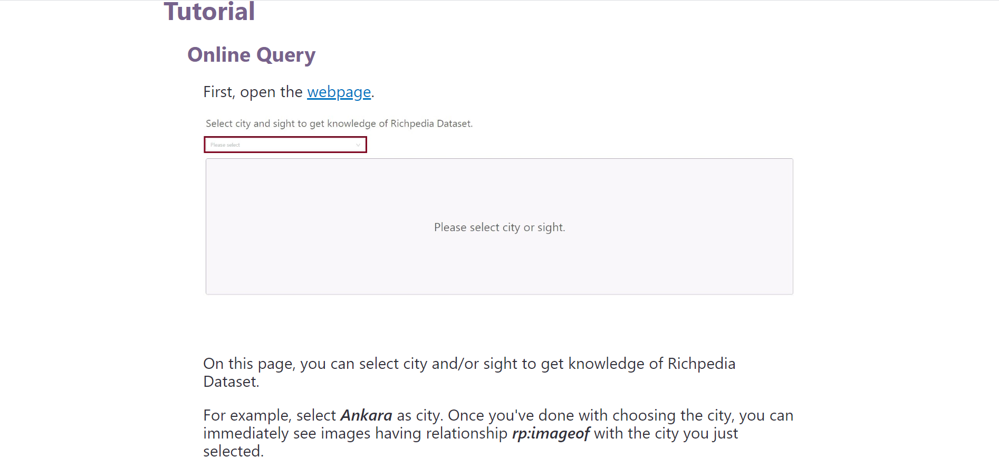 Tutorial
Online Query
First, open the webpage.
Select city and sight to get knowledge of Richpedia Dataset.
Please select
Please select city or sight.
On this page, you can select city and/or sight to get knowledge of Richpedia
Dataset.
For example, select Ankara as city. Once you've done with choosing the city, you can
immediately see images having relationship rp:imageof with the city you just
selected.